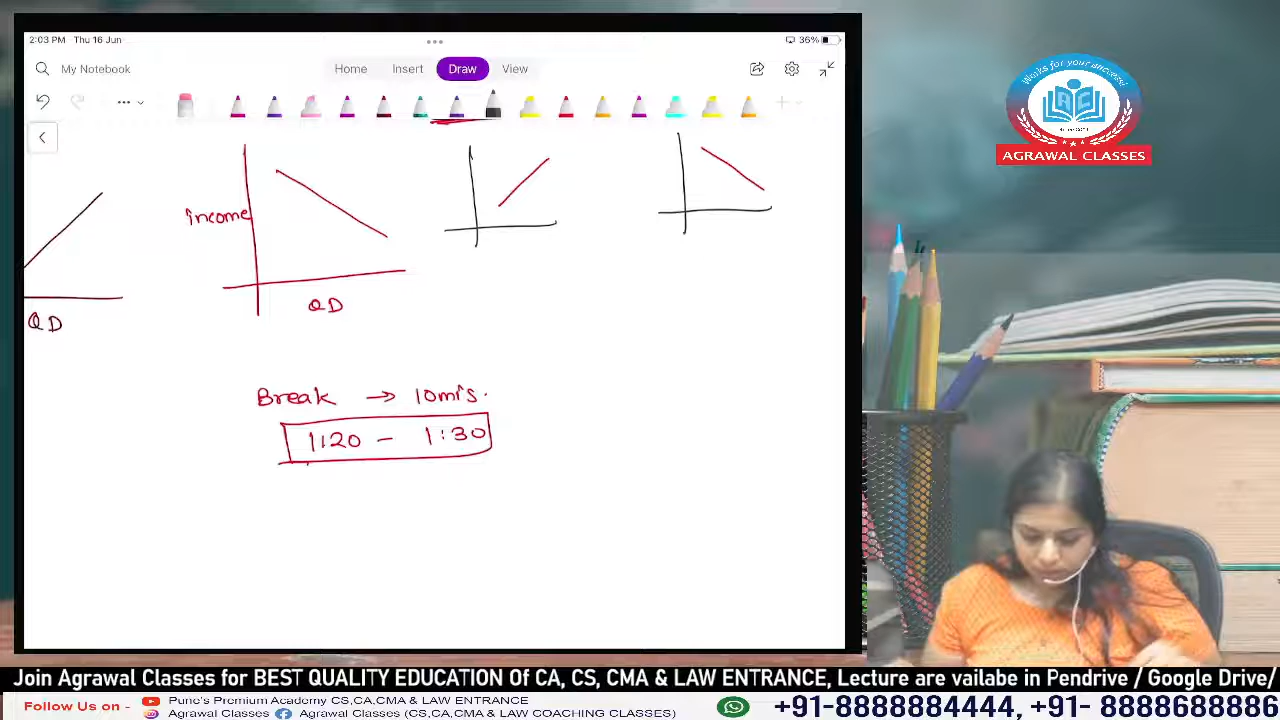 2:03 PM Thu 16 Jun
36%
My Notebook
Home Insert Draw View
Income
QD
QD
Break → 10mis.
1:20 - 1:30
Works for your success!
AC
AGRAWAL CLASSES
Join Agrawal Classes for BEST QUALITY EDUCATION Of CA, CS, CMA & LAW ENTRANCE, Lecture are vailabe in Pendrive / Google Drive/
Follow Us on -
Pune's Premium Academy CS,CA,CMA & LAW ENTRANCE
Agrawal Classes
Agrawal Classes (CS,CA,CMA & LAW COACHING CLASSES)
+91-8888884444, +91- 8888688886